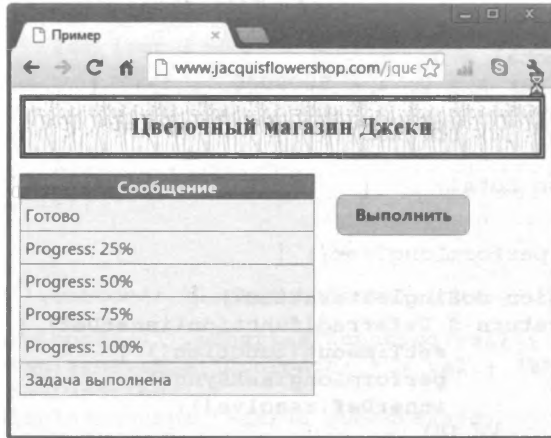 Пример
www.jacquisflowershop.com/jque
Цветочный магазин Джеки
Сообщение
Готово
Выполнить
Progress: 25%
Progress: 50%
Progress: 75%
Progress: 100%
Задача выполнена